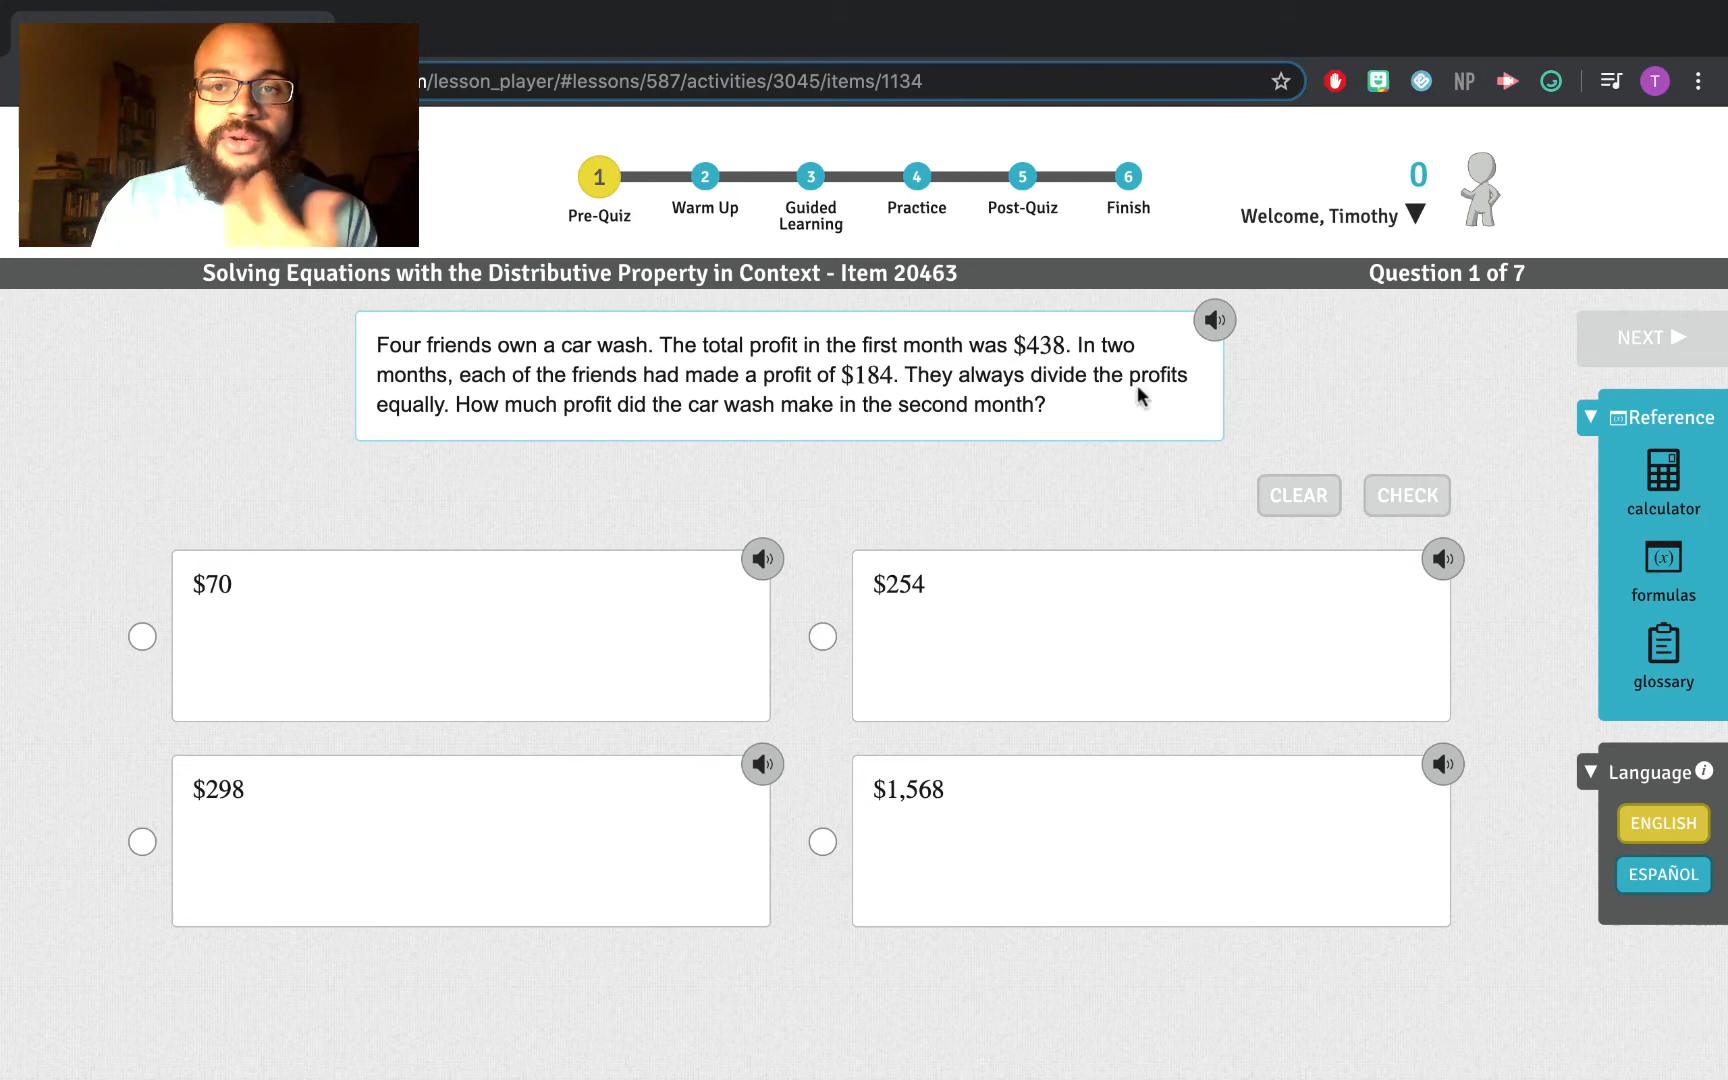 /lesson_player/#lessons/587/activities/3045/items/1134
NP
T
1
2
3
4
5
6
Pre-Quiz
Warm Up
Guided
Learning
Practice
Post-Quiz
Finish
0
Welcome, Timothy
Solving Equations with the Distributive Property in Context - Item 20463
Question 1 of 7
Four friends own a car wash. The total profit in the first month was $438. In two
months, each of the friends had made a profit of $184. They always divide the profits
equally. How much profit did the car wash make in the second month?
NEXT
Reference
calculator
(x)
formulas
glossary
CLEAR
CHECK
$70
$254
$298
$1,568
Language i
ENGLISH
ESPAÑOL